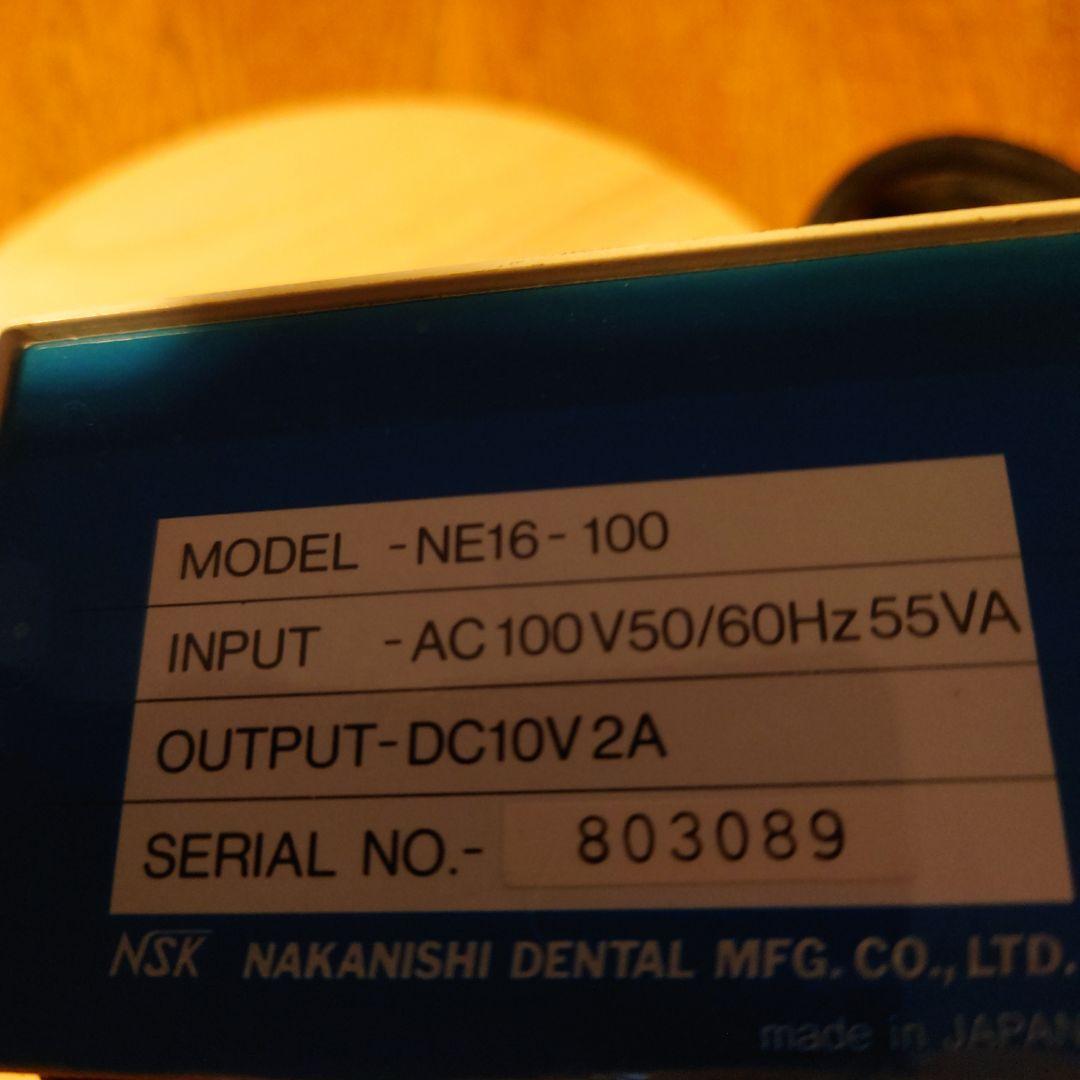 MODEL -NE16-100
INPUT -AC100V50/60Hz55VA
OUTPUT-DC10V2A
SERIAL NO.- 803089
NSK NAKANISHI DENTAL MFG. CO., LTD.
made in JAPAN